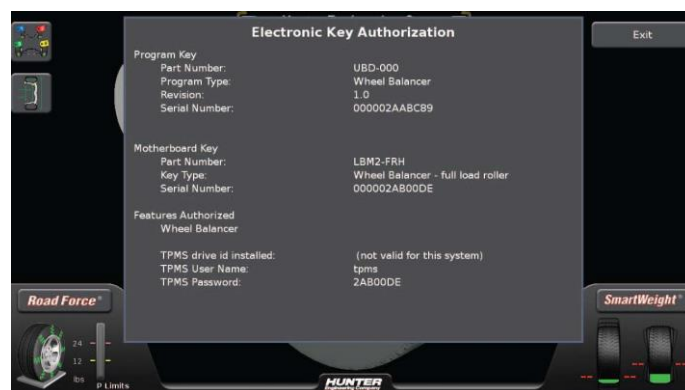 Electronic Key Authorization
Exit
Program Key
Part Number: UBD-000
Program Type: Wheel Balancer
Revision: 1.0
Serial Number: 000002AABC89
Motherboard Key
Part Number: LBM2-FRH
Key Type: Wheel Balancer - full load roller
Serial Number: 000002AB00DE
Features Authorized
Wheel Balancer
TPMS drive id installed: (not valid for this system)
TPMS User Name: tpms
TPMS Password: 2AB00DE
Road Force®
SmartWeight®
24
12
lbs
P Limits
HUNTER
Engineering Company